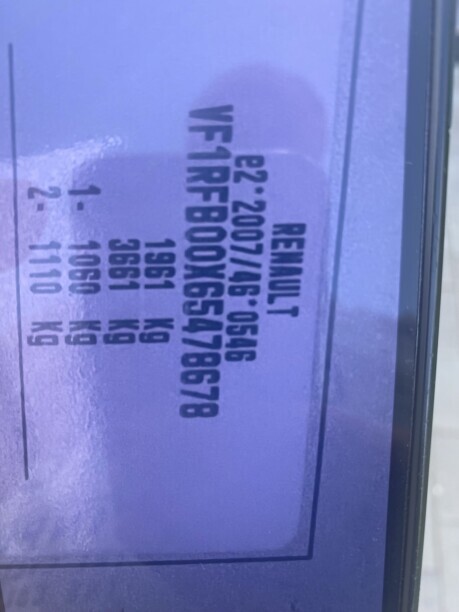 RENAULT
e2*2007/46*0546
VF1RFB00X65478678
1961 Kg
3661 Kg
1- 1060 Kg
2- 1110 Kg